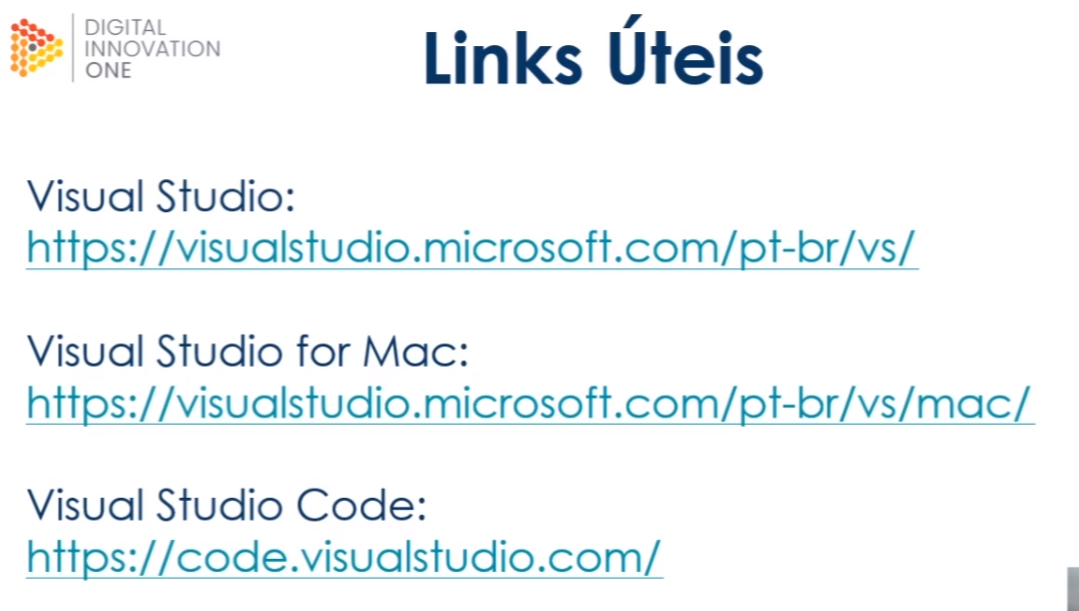 DIGITAL
INNOVATION
ONE
Links Úteis
Visual Studio:
https://visualstudio.microsoft.com/pt-br/vs/
Visual Studio for Mac:
https://visualstudio.microsoft.com/pt-br/vs/mac/
Visual Studio Code:
https://code.visualstudio.com/